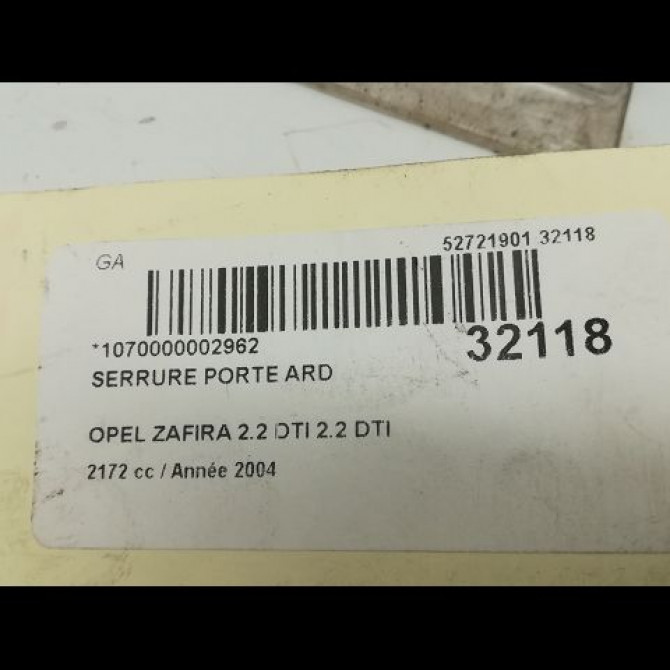 GA
52721901 32118
*1070000002962
32118
SERRURE PORTE ARD
OPEL ZAFIRA 2.2 DTI 2.2 DTI
2172 cc / Année 2004